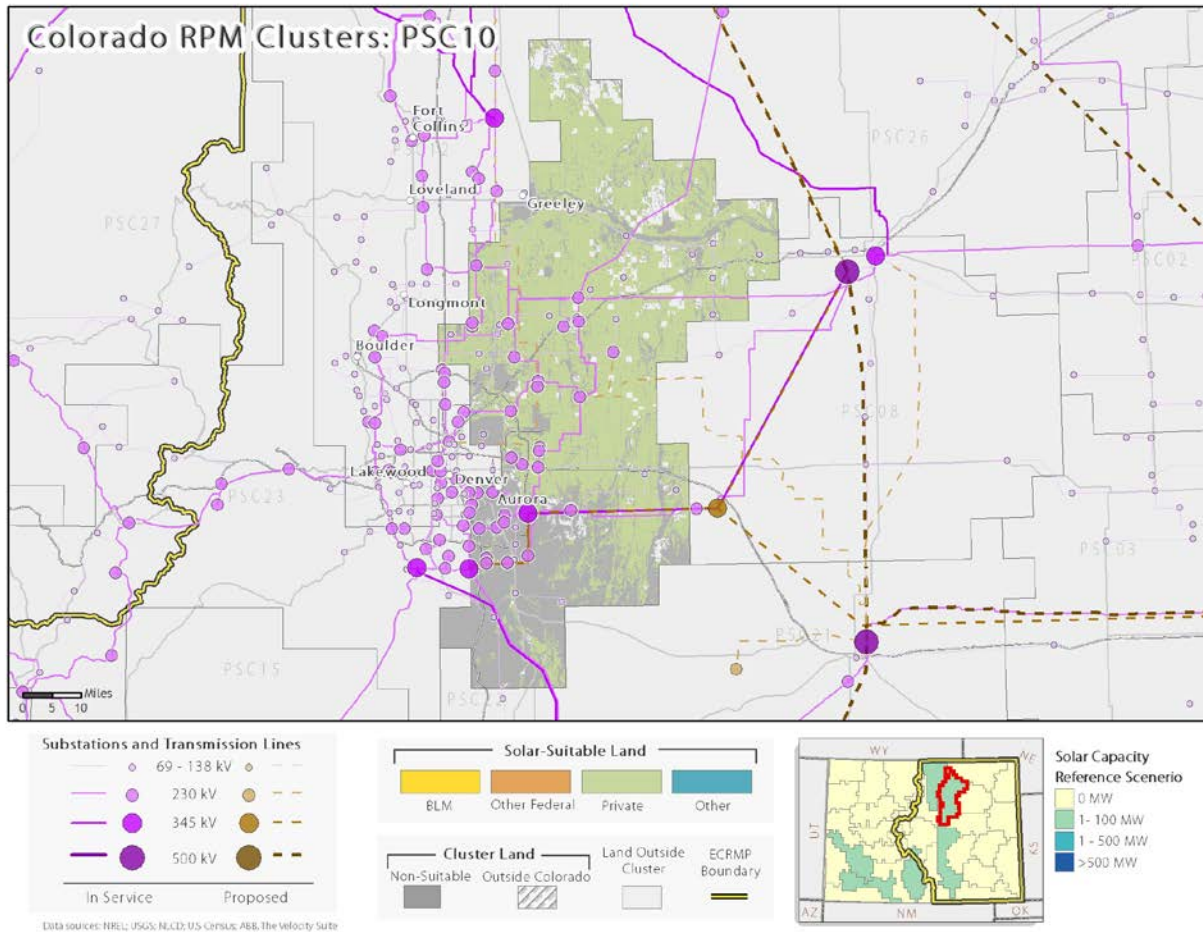 Colorado RPM Clusters: PSC10
Fort
Collins
PSC26
Loveland
Greeley
PSC27
PSC02
Longmont
Boulder
PSC08
Lakewood
Denver
Aurora
PSC23
PSC03
PSC21
PSC15
Miles
0 5 10
Substations and Transmission Lines
69 - 138 kV
230 kV
345 kV
500 kV
In Service
Proposed
Solar-Suitable Land
BLM
Other Federal
Private
Other
Cluster Land
Non-Suitable
Outside Colorado
Land Outside
Cluster
ECRMP
Boundary
WY
NE
UT
KS
AZ
NM
OK
Solar Capacity
Reference Scenerio
0 MW
1- 100 MW
1 - 500 MW
>500 MW
Data sources: NREL; USGS; NLCD; U.S Census; ABB, The Velocity Suite